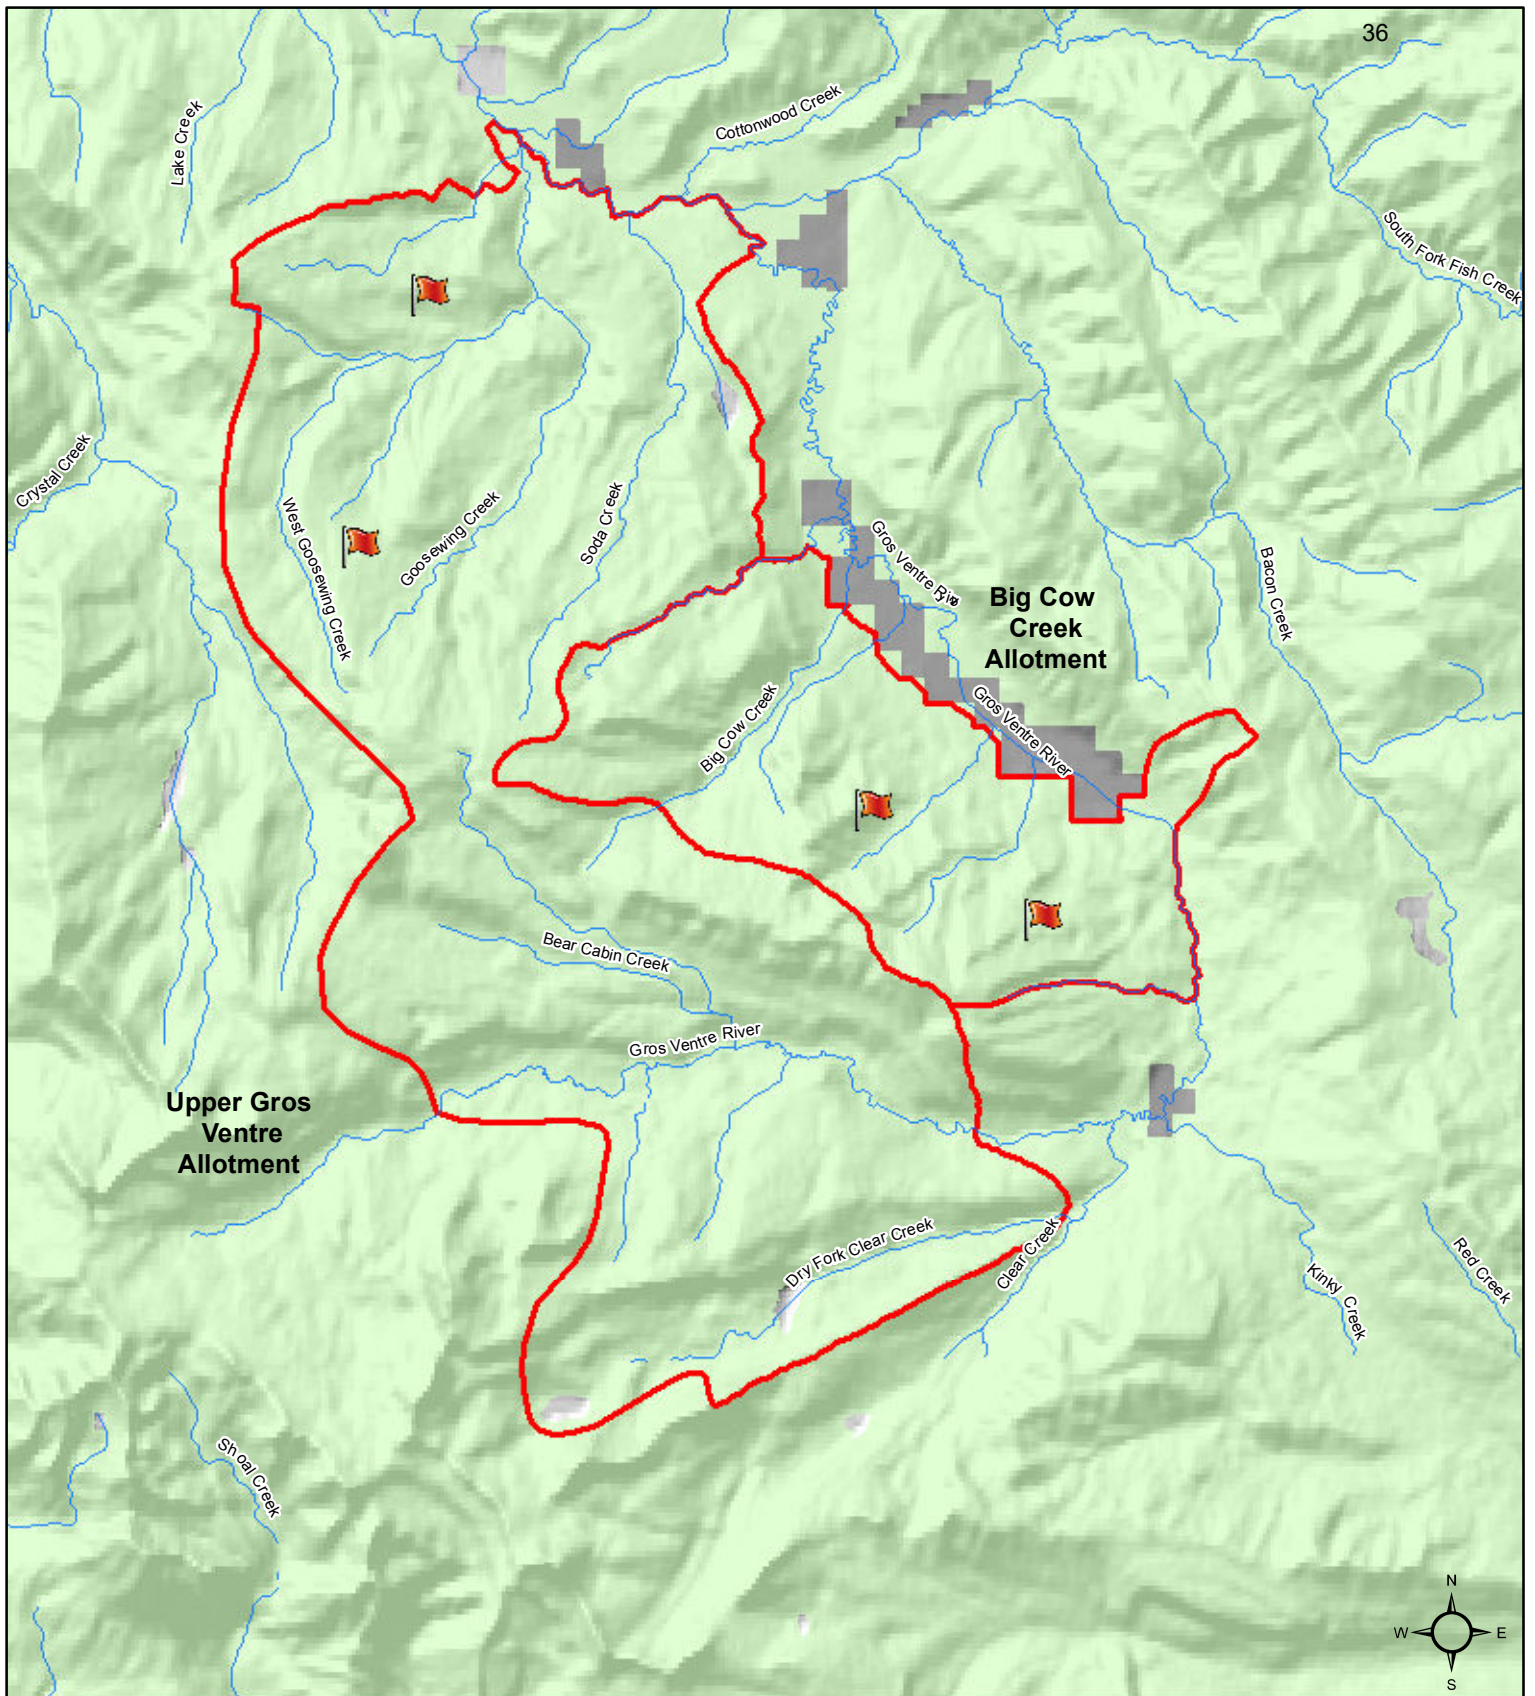 36
Lake Creek
Cottonwood Creek
South Fork Fish Creek
Crystal Creek
West Goosewing Creek
Goosewing Creek
Soda Creek
Gros Ventre
Bacon Creek
Big Cow
Creek
Allotment
Big Cow Creek
Gros Ventre River
Bear Cabin Creek
Gros Ventre River
Upper Gros
Ventre
Allotment
Dry Fork Clear Creek
Clear Creek
Kinky Creek
Red Creek
Shoal Creek
N
W E
S